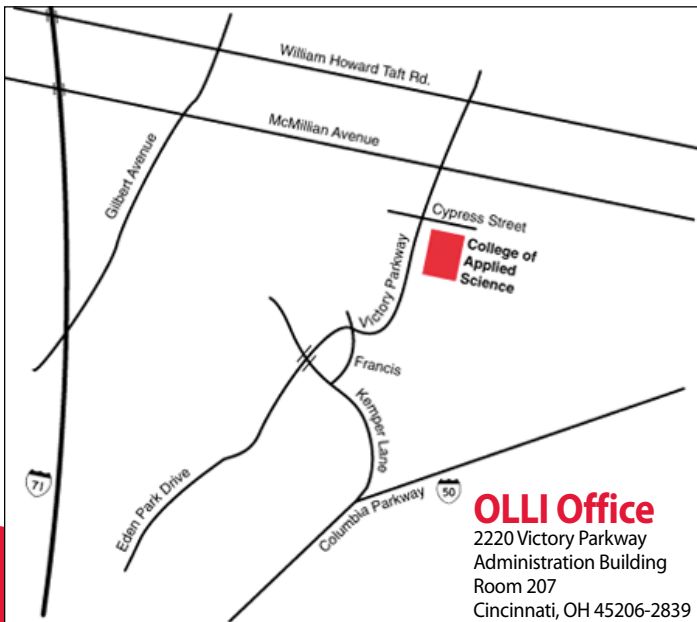 William Howard Taft Rd.
McMillian Avenue
Gilbert Avenue
Cypress Street
College of
Applied
Science
Victory Parkway
Francis
Kemper Lane
71
Eden Park Drive
Columbia Parkway
50
OLLI Office
2220 Victory Parkway
Administration Building
Room 207
Cincinnati, OH 45206-2839